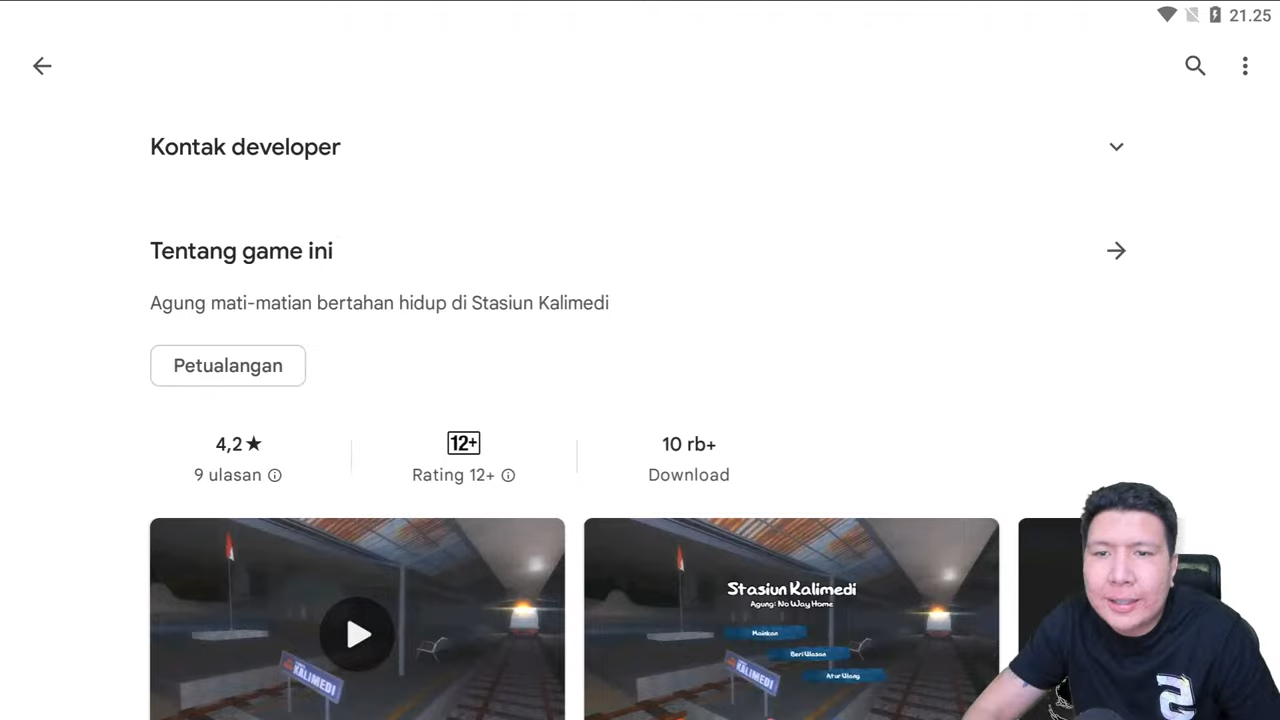 21.25
Kontak developer
Tentang game ini
Agung mati-matian bertahan hidup di Stasiun Kalimedi
Petualangan
4,2★
9 ulasan
12+
Rating 12+
10 rb+
Download
KALIMEDI
Stasiun Kalimedi
Agung: No Way Home
Mainkan
Beri Ulasan
Atur Ulang
KALIMEDI